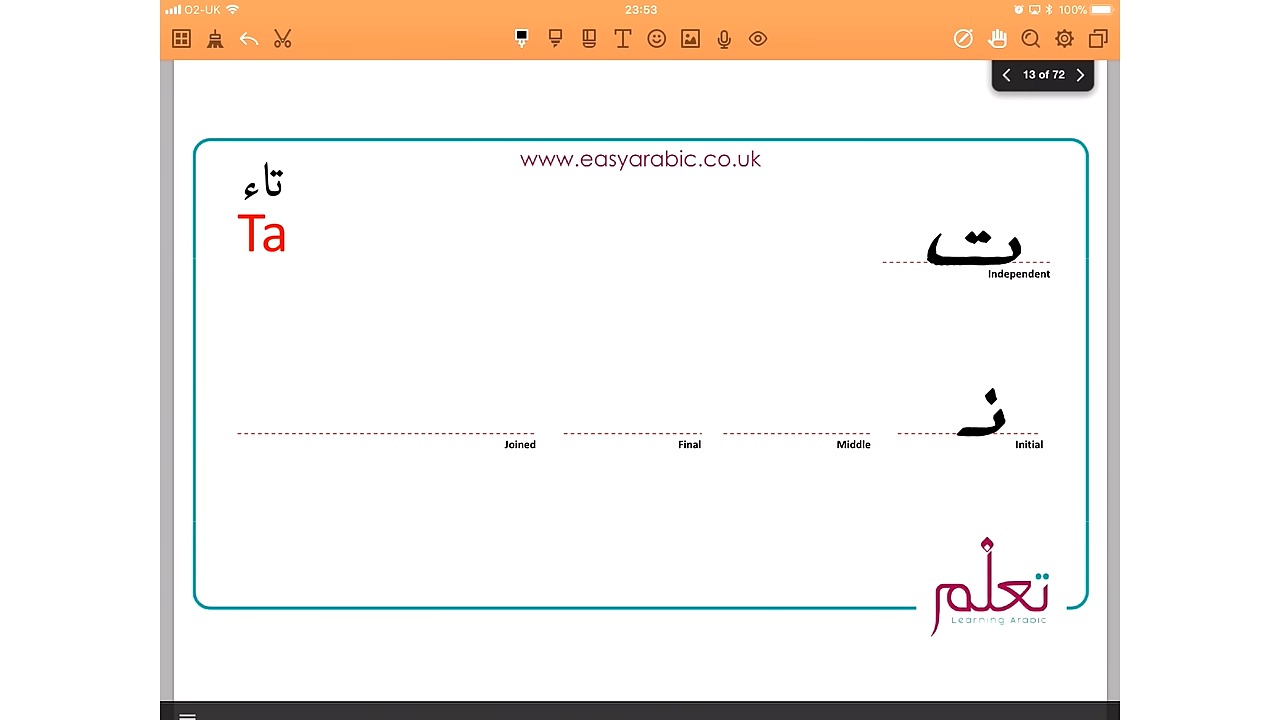 O2-UK 23:53 100%
13 of 72
www.easyarabic.co.uk
تاء
Ta
ت
Independent
ﻧ
Joined Final Middle Initial
تعلم
Learning Arabic